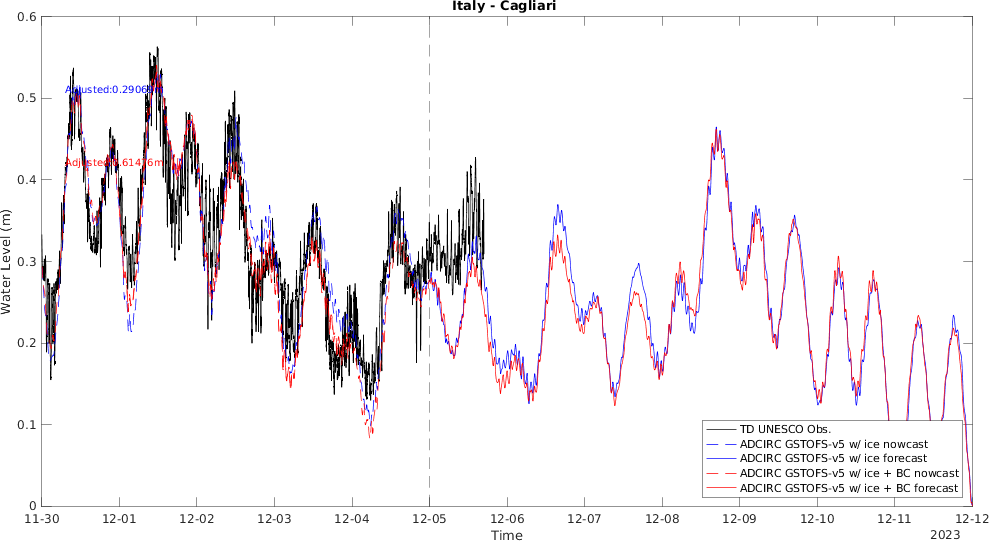 Italy - Cagliari
Water Level (m)
0.6
0.5
0.4
0.3
0.2
0.1
0
Adjusted:0.2906
TD UNESCO Obs.
ADCIRC GSTOFS-v5 w/ ice nowcast
ADCIRC GSTOFS-v5 w/ ice forecast
ADCIRC GSTOFS-v5 w/ ice + BC nowcast
ADCIRC GSTOFS-v5 w/ ice + BC forecast
11-30
12-01
12-02
12-03
12-04
12-05
12-06
12-07
12-08
12-09
12-10
12-11
12-12
Time
2023